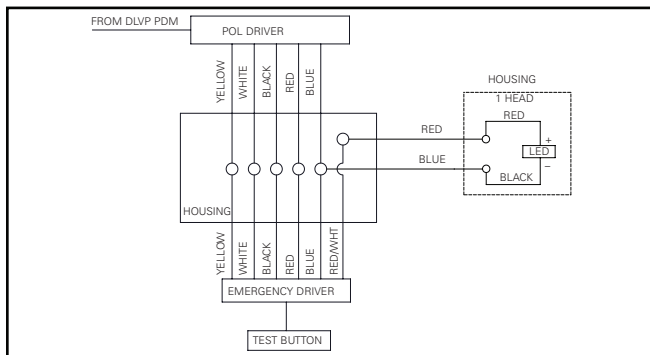 FROM DLVP PDM
POL DRIVER
YELLOW
WHITE
BLACK
RED
BLUE
HOUSING
1 HEAD
RED
RED
+
LED
BLUE
–
BLACK
HOUSING
YELLOW
WHITE
BLACK
RED
BLUE
RED/WHT
EMERGENCY DRIVER
TEST BUTTON